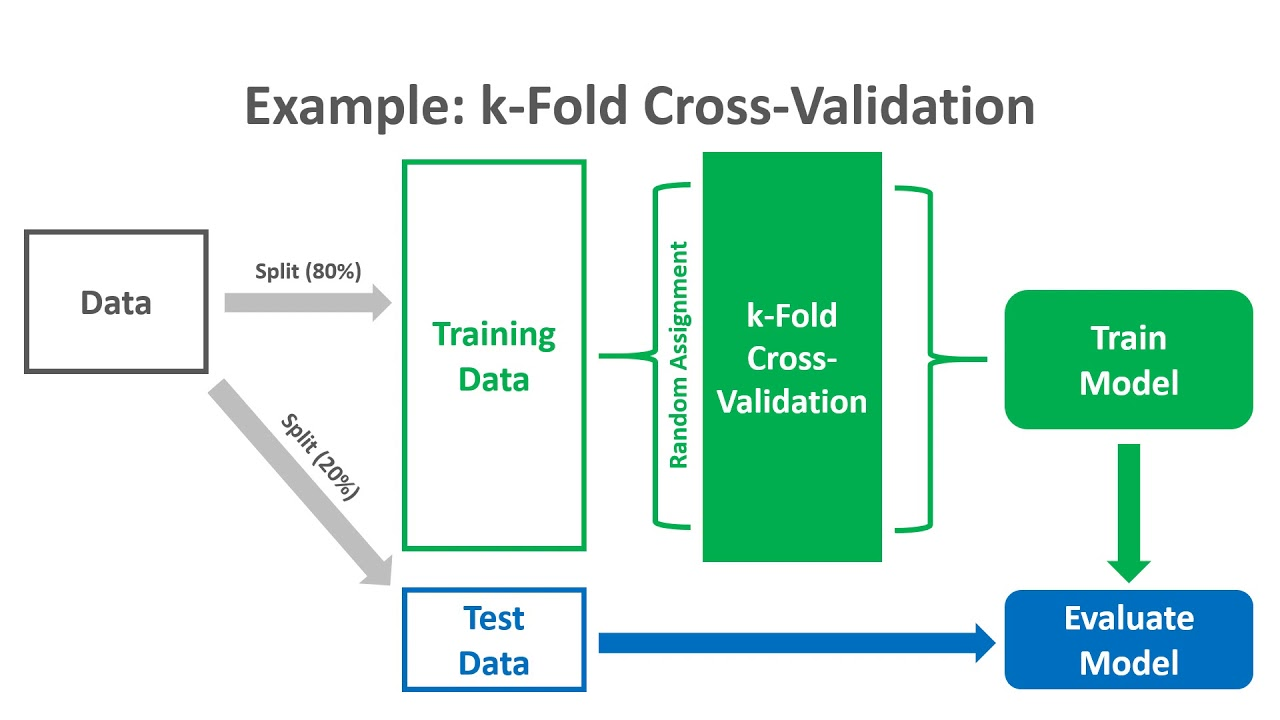 Example: k-Fold Cross-Validation
Data
Split (80%)
Split (20%)
Training
Data
Random Assignment
k-Fold
Cross-
Validation
Train
Model
Test
Data
Evaluate
Model